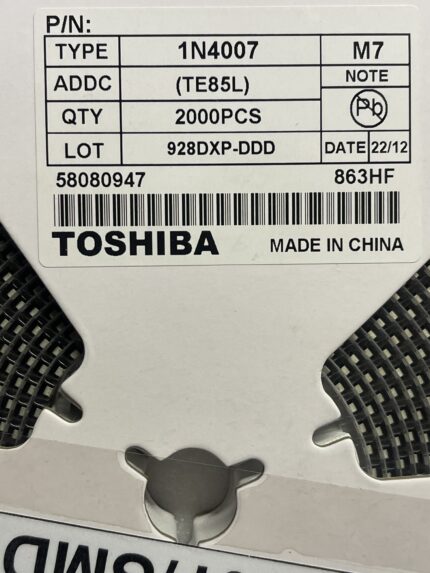 P/N:
TYPE 1N4007 M7
ADDC (TE85L) NOTE
QTY 2000PCS Pb
LOT 928DXP-DDD DATE 22/12
58080947 863HF
TOSHIBA MADE IN CHINA